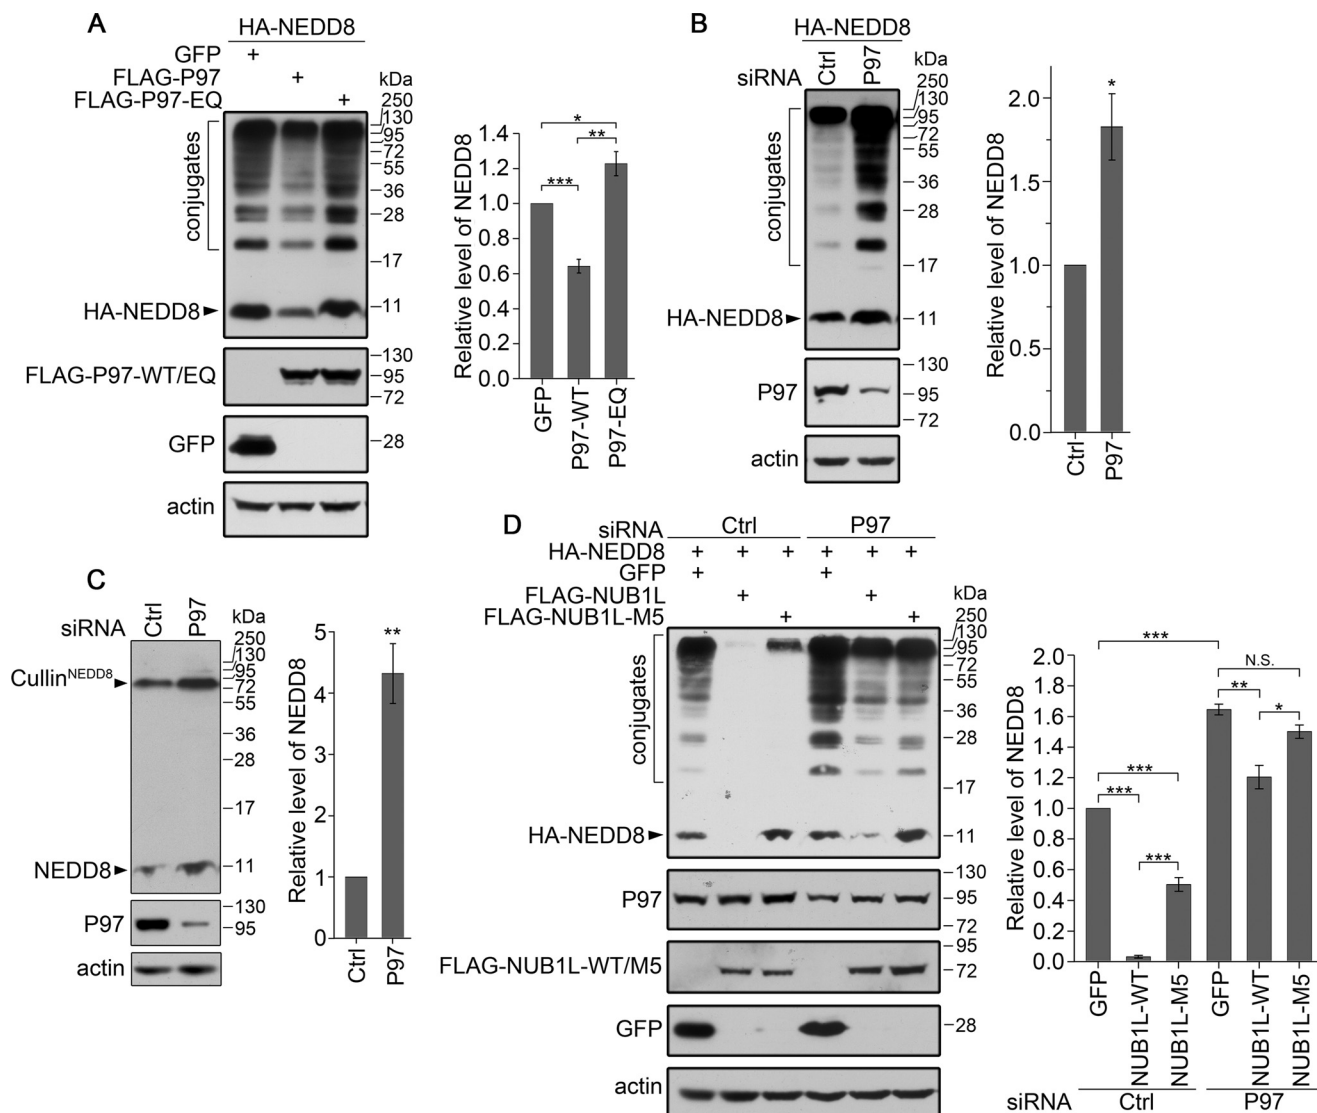 A
HA-NEDD8
GFP +
FLAG-P97 +
FLAG-P97-EQ +
kDa
250
130
95
72
55
36
28
17
11
conjugates
HA-NEDD8
FLAG-P97-WT/EQ
130
95
72
GFP
28
actin
Relative level of NEDD8
1.4
1.2
1.0
0.8
0.6
0.4
0.2
0.0
*
**
***
GFP
P97-WT
P97-EQ
B
HA-NEDD8
siRNA Ctrl P97
kDa
250
130
95
72
55
36
28
17
11
conjugates
HA-NEDD8
P97
130
95
72
actin
Relative level of NEDD8
2.0
1.5
1.0
0.5
0.0
*
Ctrl
P97
C
siRNA Ctrl P97
kDa
250
130
95
72
55
36
28
17
11
CullinNEDD8
NEDD8
P97
130
95
actin
Relative level of NEDD8
5
4
3
2
1
0
**
Ctrl
P97
D
siRNA Ctrl P97
HA-NEDD8 + + + + + +
GFP + +
FLAG-NUB1L + +
FLAG-NUB1L-M5 + +
kDa
250
130
95
72
55
36
28
17
11
conjugates
HA-NEDD8
P97
130
95
72
FLAG-NUB1L-WT/M5
95
72
GFP
28
actin
Relative level of NEDD8
2.0
1.8
1.6
1.4
1.2
1.0
0.8
0.6
0.4
0.2
0.0
***
N.S.
**
*
***
***
***
GFP
NUB1L-WT
NUB1L-M5
GFP
NUB1L-WT
NUB1L-M5
siRNA Ctrl P97